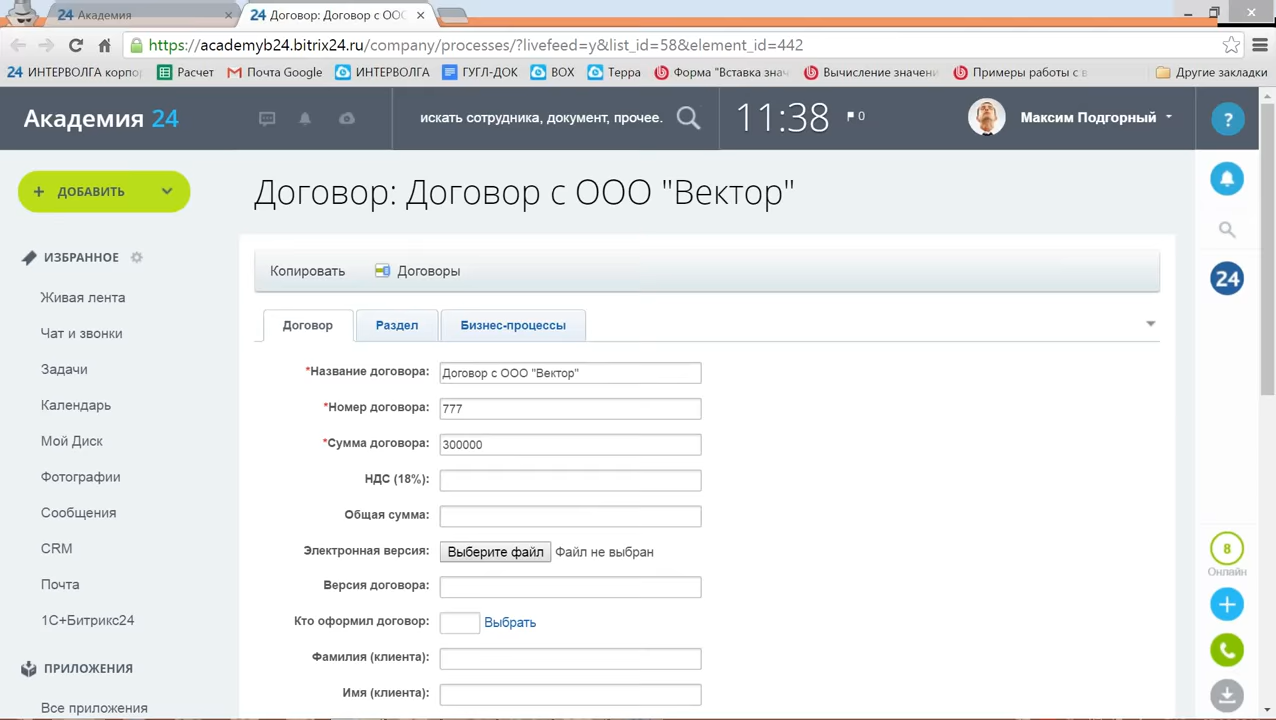 24 Академия
24 Договор: Договор с ООО
https://academyb24.bitrix24.ru/company/processes/?livefeed=y&list_id=58&element_id=442
24 ИНТЕРВОЛГА корпор
Расчет
Почта Google
ИНТЕРВОЛГА
ГУГЛ-ДОК
BOX
Терра
Форма "Вставка знач
Вычисление значени
Примеры работы с в
Другие закладки
Академия 24
искать сотрудника, документ, прочее.
11:38
0
Максим Подгорный
?
+ ДОБАВИТЬ
Договор: Договор с ООО "Вектор"
ИЗБРАННОЕ
Живая лента
Чат и звонки
Задачи
Календарь
Мой Диск
Фотографии
Сообщения
CRM
Почта
1С+Битрикс24
ПРИЛОЖЕНИЯ
Все приложения
Копировать
Договоры
Договор
Раздел
Бизнес-процессы
*Название договора: Договор с ООО "Вектор"
*Номер договора: 777
*Сумма договора: 300000
НДС (18%):
Общая сумма:
Электронная версия: Выберите файл Файл не выбран
Версия договора:
Кто оформил договор: Выбрать
Фамилия (клиента):
Имя (клиента):
24
8
Онлайн